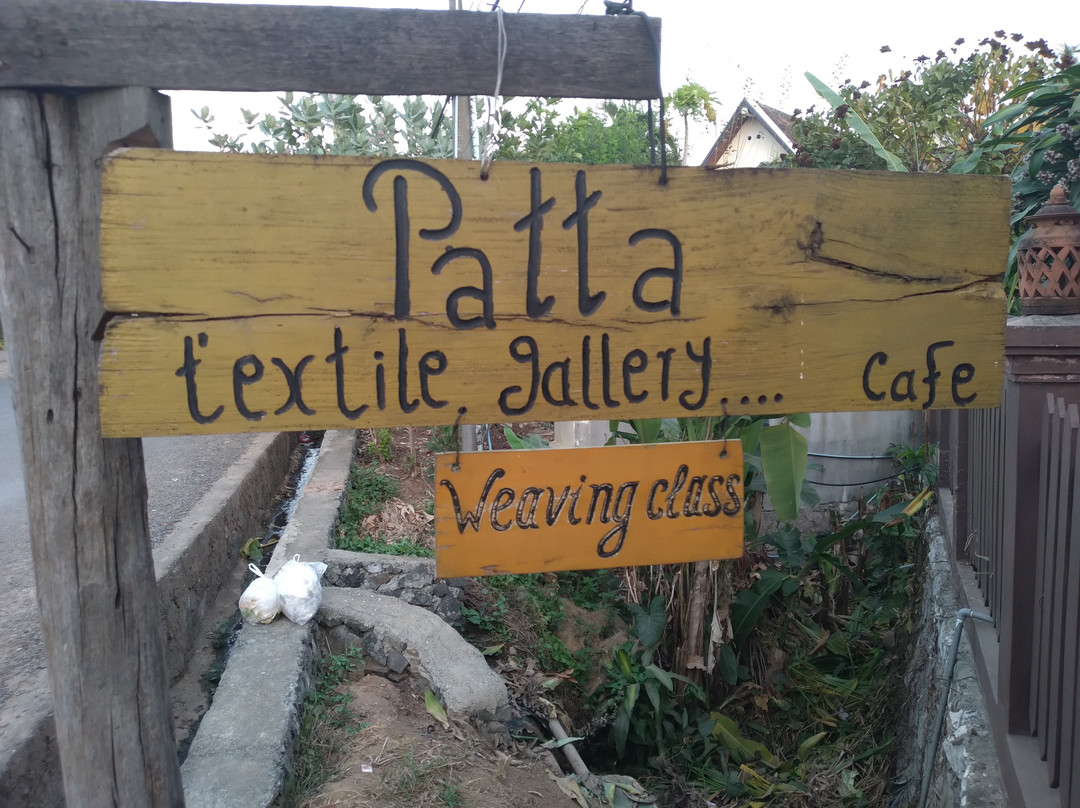 Patta
textile. gallery.... Cafe
Weaving class